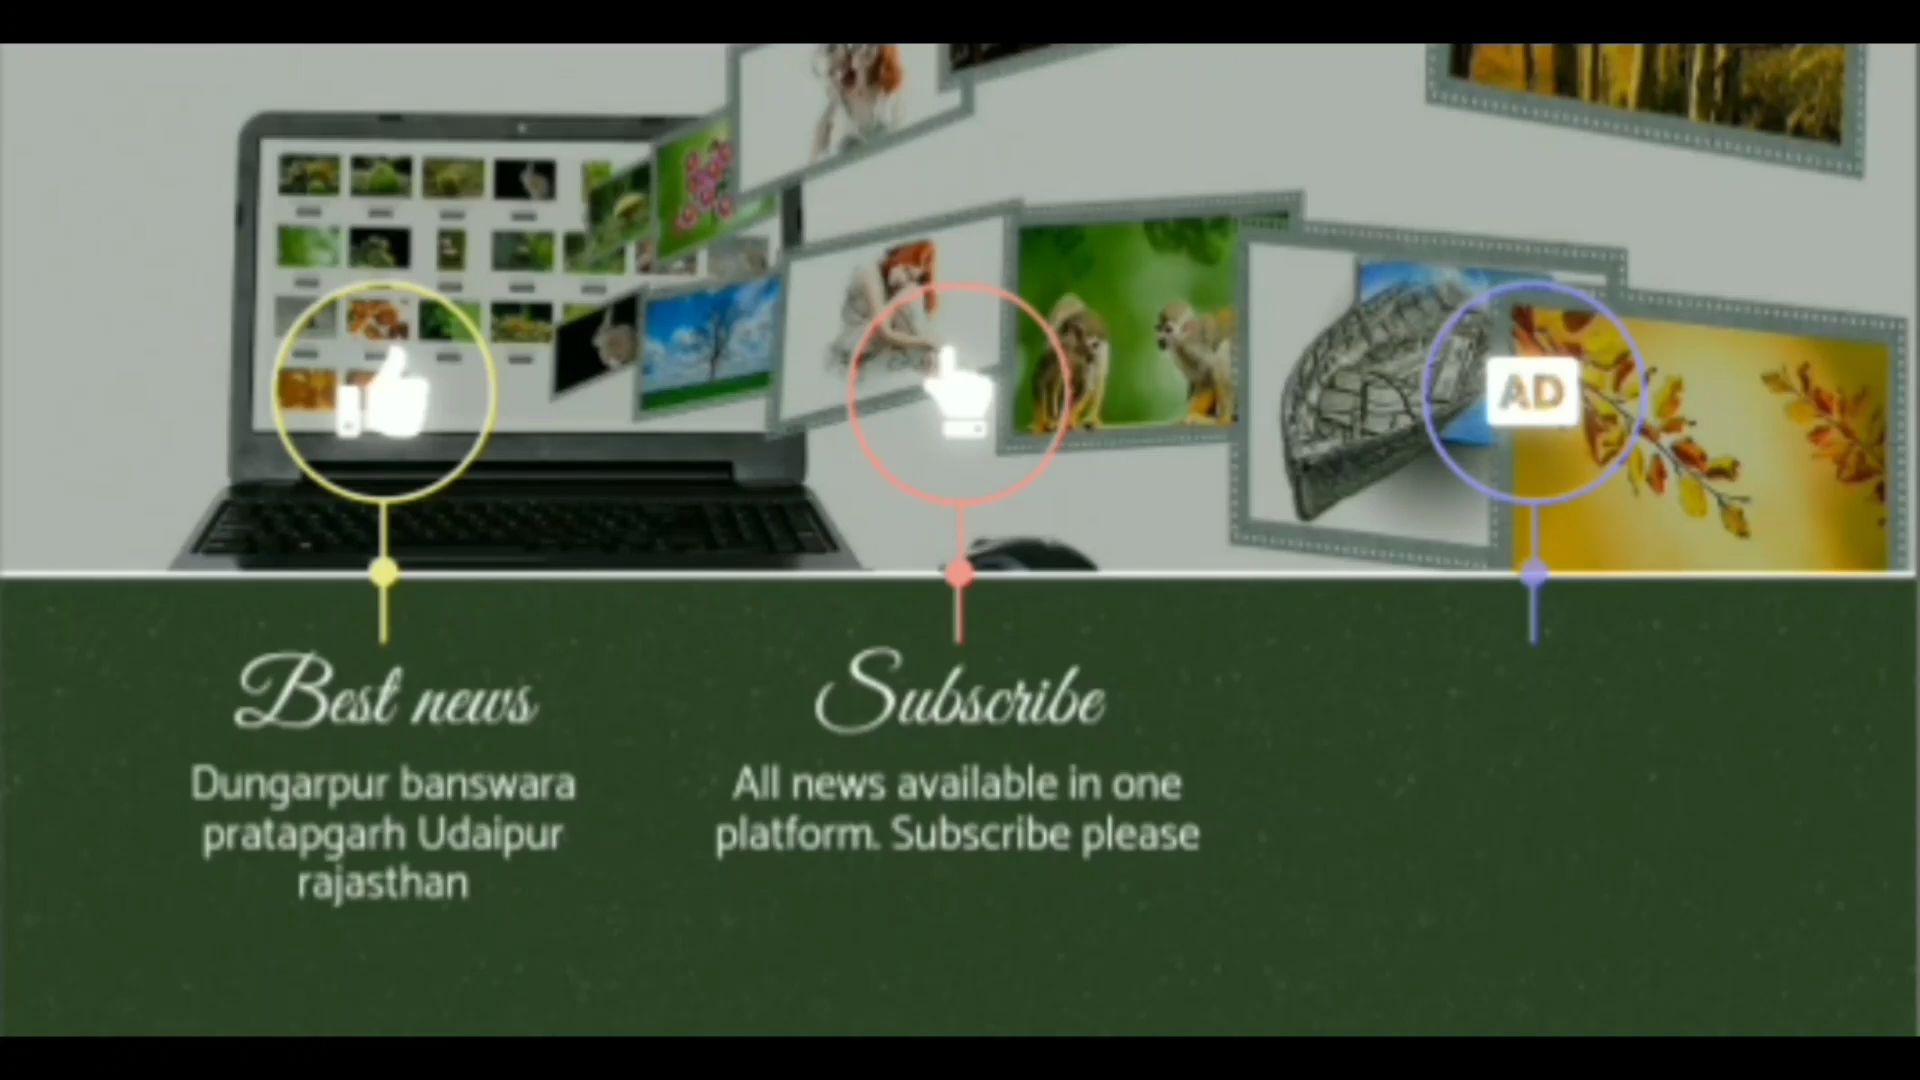 AD
Best news
Dungarpur banswara
pratapgarh Udaipur
rajasthan
Subscribe
All news available in one
platform. Subscribe please